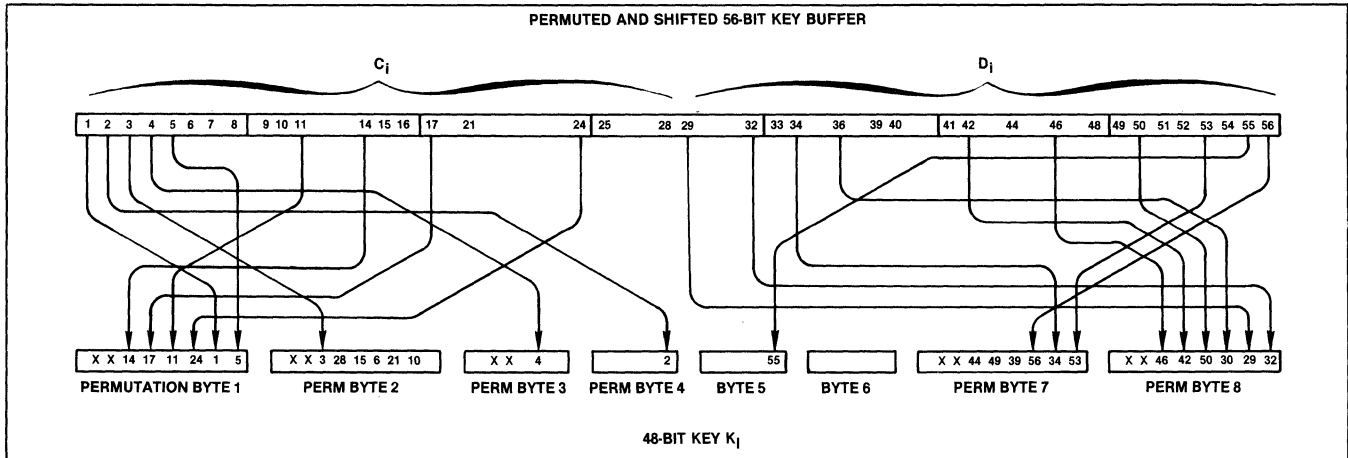 PERMUTED AND SHIFTED 56-BIT KEY BUFFER
Ci Di
1 2 3 4 5 6 7 8 9 10 11 14 15 16 17 21 24 25 28 29 32 33 34 36 39 40 41 42 44 46 48 49 50 51 52 53 54 55 56
X X 14 17 11 24 1 5 X X 3 28 15 6 21 10 X X 4 2 55 X X 44 49 39 56 34 53 X X 46 42 50 30 29 32
PERMUTATION BYTE 1 PERM BYTE 2 PERM BYTE 3 PERM BYTE 4 BYTE 5 BYTE 6 PERM BYTE 7 PERM BYTE 8
48-BIT KEY KI